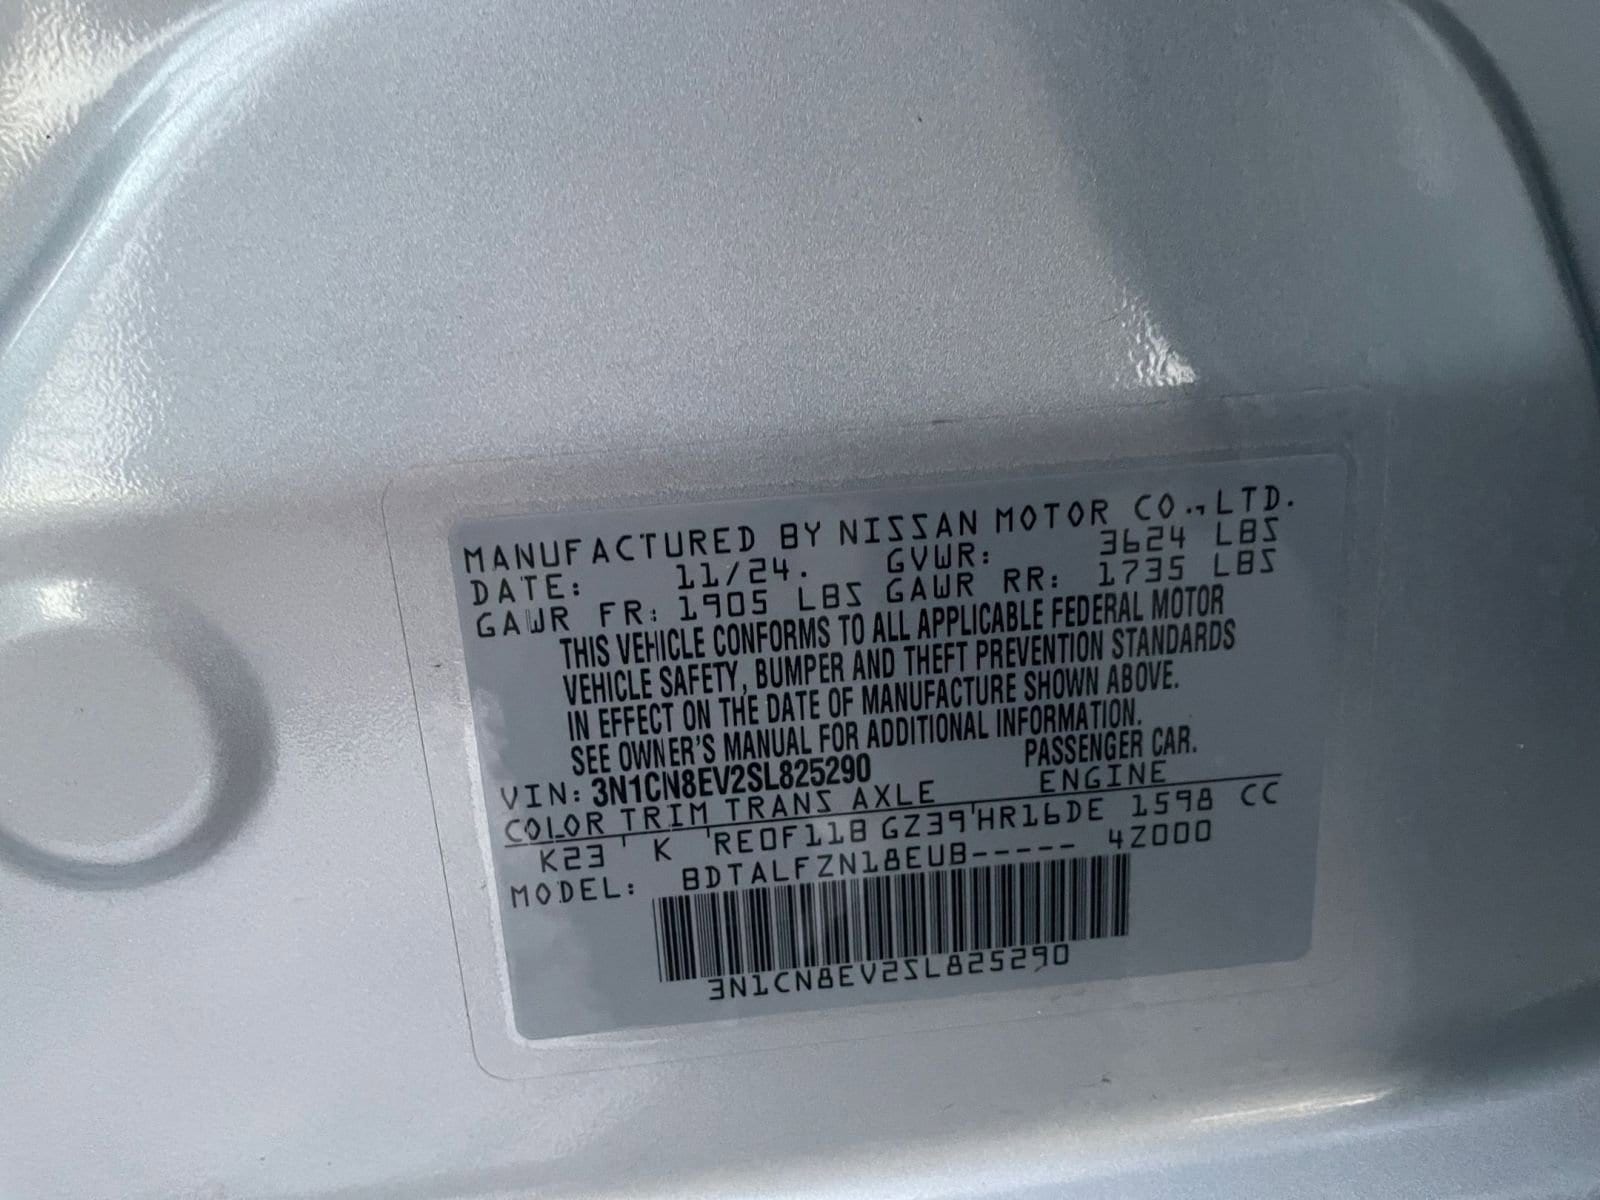 MANUFACTURED BY NISSAN MOTOR CO.,LTD.
DATE: 11/24. GVWR: 3624 LBS
GAWR FR: 1905 LBS GAWR RR: 1735 LBS
THIS VEHICLE CONFORMS TO ALL APPLICABLE FEDERAL MOTOR
VEHICLE SAFETY, BUMPER AND THEFT PREVENTION STANDARDS
IN EFFECT ON THE DATE OF MANUFACTURE SHOWN ABOVE.
SEE OWNER'S MANUAL FOR ADDITIONAL INFORMATION.
VIN: 3N1CN8EV2SL825290 PASSENGER CAR.
COLOR TRIM TRANS AXLE ENGINE
K23 ' K 'RE0F11B GZ39'HR16DE 1598 CC
MODEL: BDTALFZN18EUB----- 4Z000
3N1CN8EV2SL825290